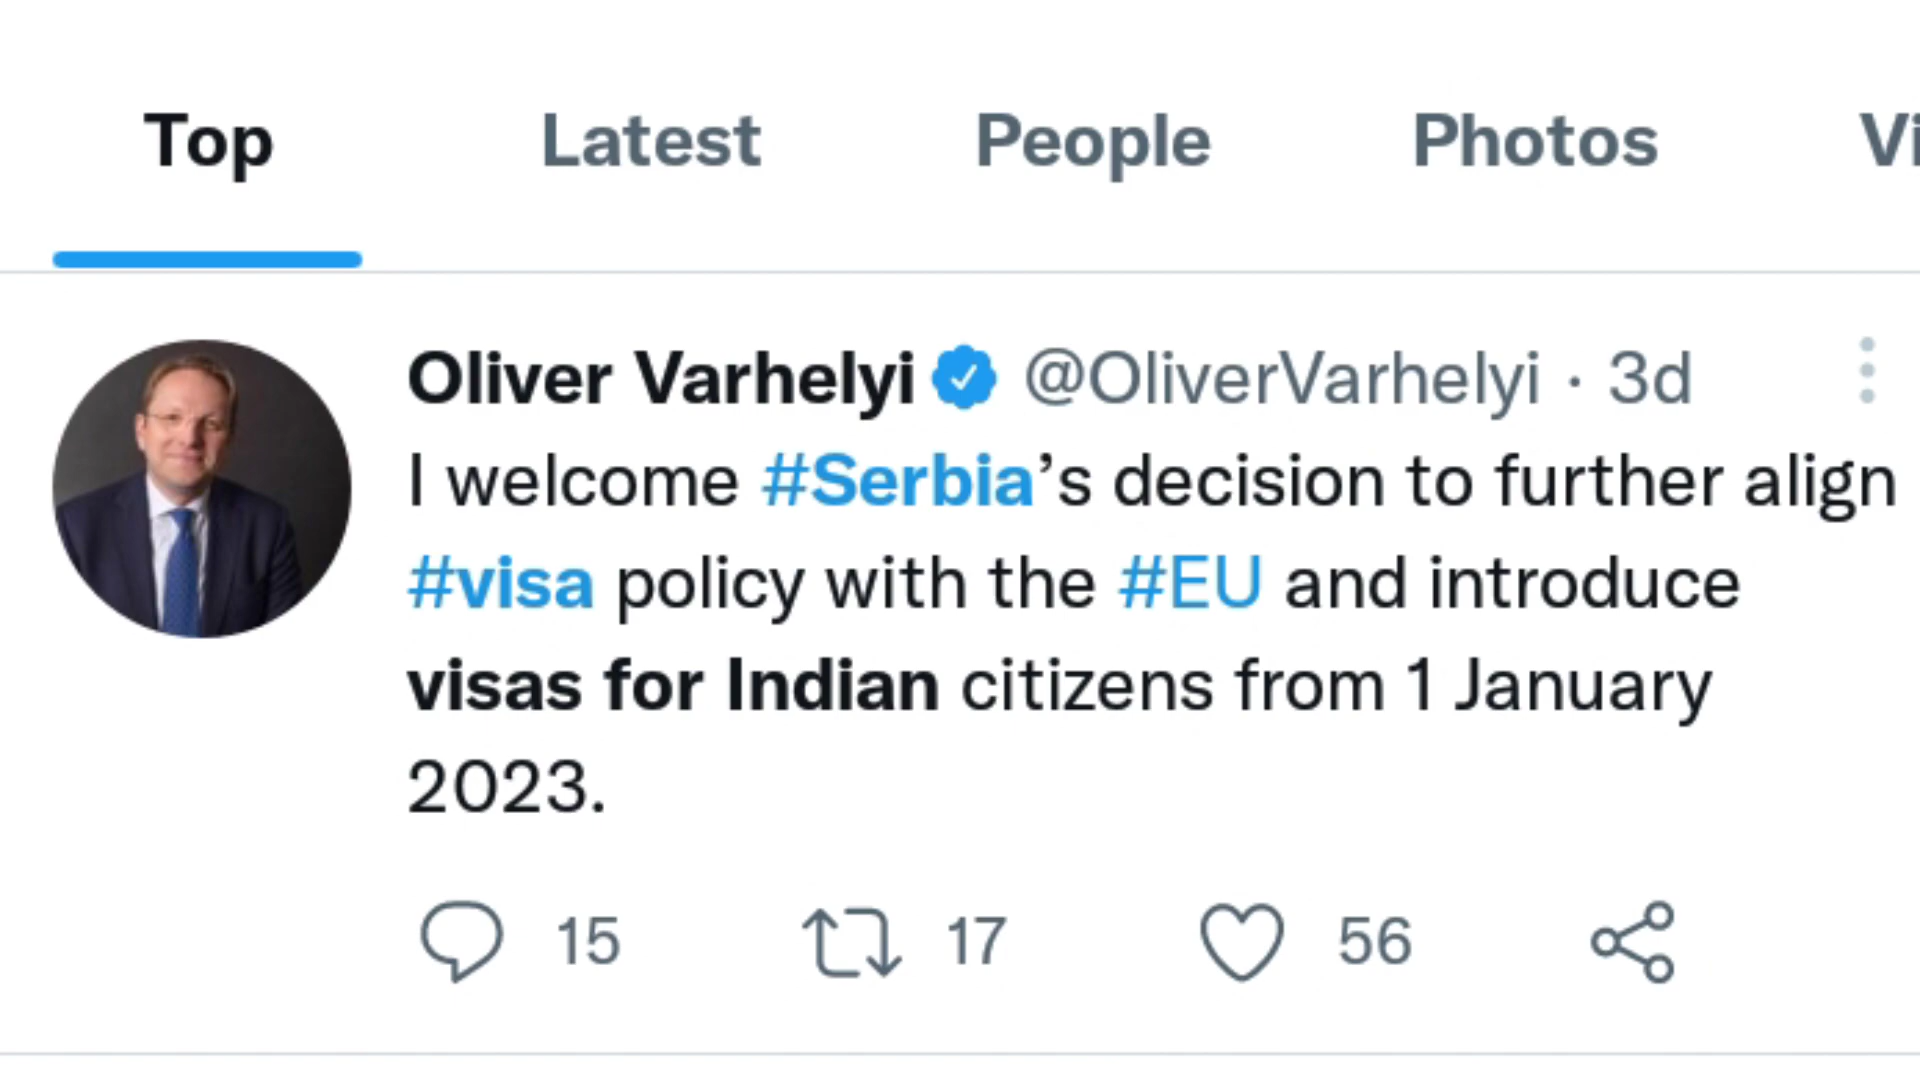 Top Latest People Photos Vi
Oliver Varhelyi @OliverVarhelyi · 3d
I welcome #Serbia’s decision to further align
#visa policy with the #EU and introduce
visas for Indian citizens from 1 January
2023.
15 17 56